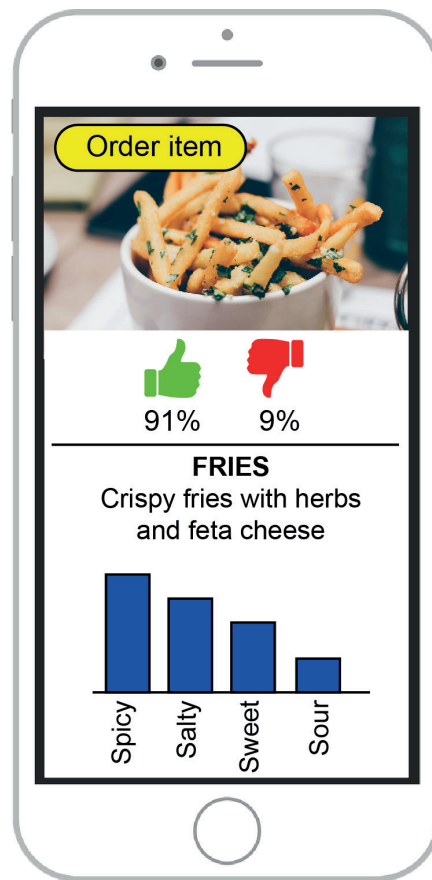 Order item
91%
9%
FRIES
Crispy fries with herbs
and feta cheese
Spicy
Salty
Sweet
Sour